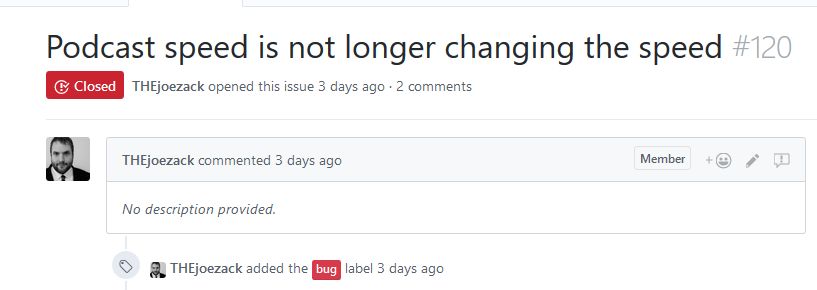 Podcast speed is not longer changing the speed #120
Closed THEjoezack opened this issue 3 days ago · 2 comments
THEjoezack commented 3 days ago Member
No description provided.
THEjoezack added the bug label 3 days ago